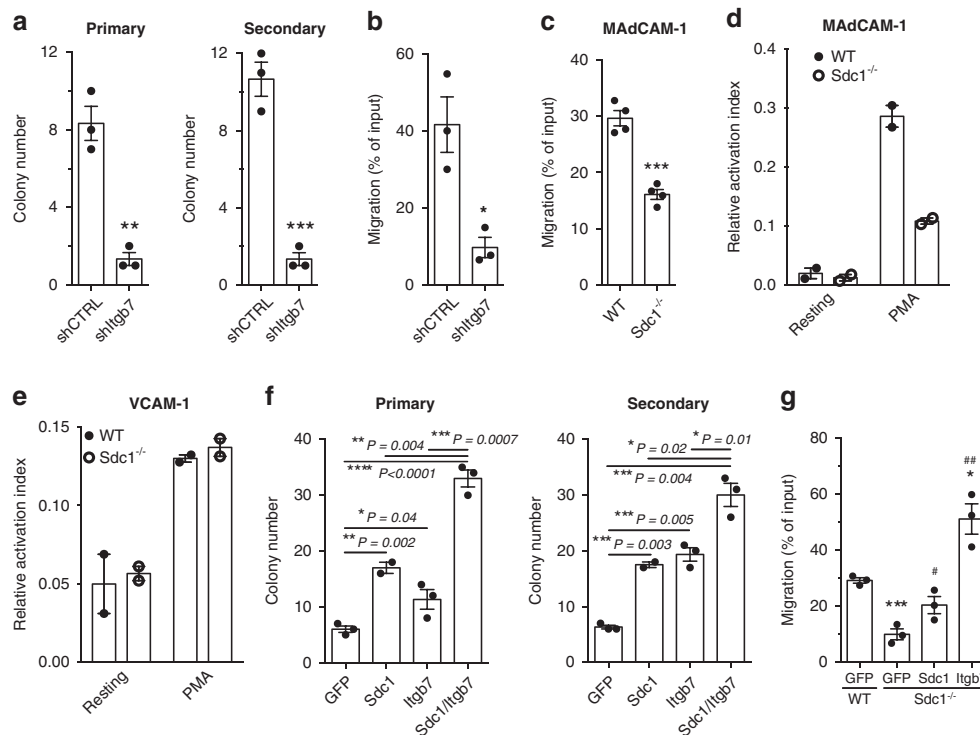 a
Primary
Colony number
12
8
4
0
**
shCTRL
shItgb7
Secondary
Colony number
12
10
8
6
4
2
0
***
shCTRL
shItgb7
b
Migration (% of input)
60
40
20
0
*
shCTRL
shItgb7
c
MAdCAM-1
Migration (% of input)
40
30
20
10
0
***
WT
Sdc1-/-
d
MAdCAM-1
WT
Sdc1-/-
Relative activation index
0.4
0.3
0.2
0.1
0.0
Resting
PMA
e
VCAM-1
WT
Sdc1-/-
Relative activation index
0.15
0.10
0.05
0.00
Resting
PMA
f
Primary
Colony number
40
30
20
10
0
*** P = 0.0007
** P = 0.004
**** P<0.0001
* P = 0.04
** P = 0.002
GFP
Sdc1
Itgb7
Sdc1/Itgb7
Secondary
Colony number
40
30
20
10
0
* P = 0.01
* P = 0.02
*** P = 0.004
*** P = 0.005
*** P = 0.003
GFP
Sdc1
Itgb7
Sdc1/Itgb7
g
Migration (% of input)
80
60
40
20
0
***
#
##
*
GFP GFP Sdc1
WT Sdc1-/-